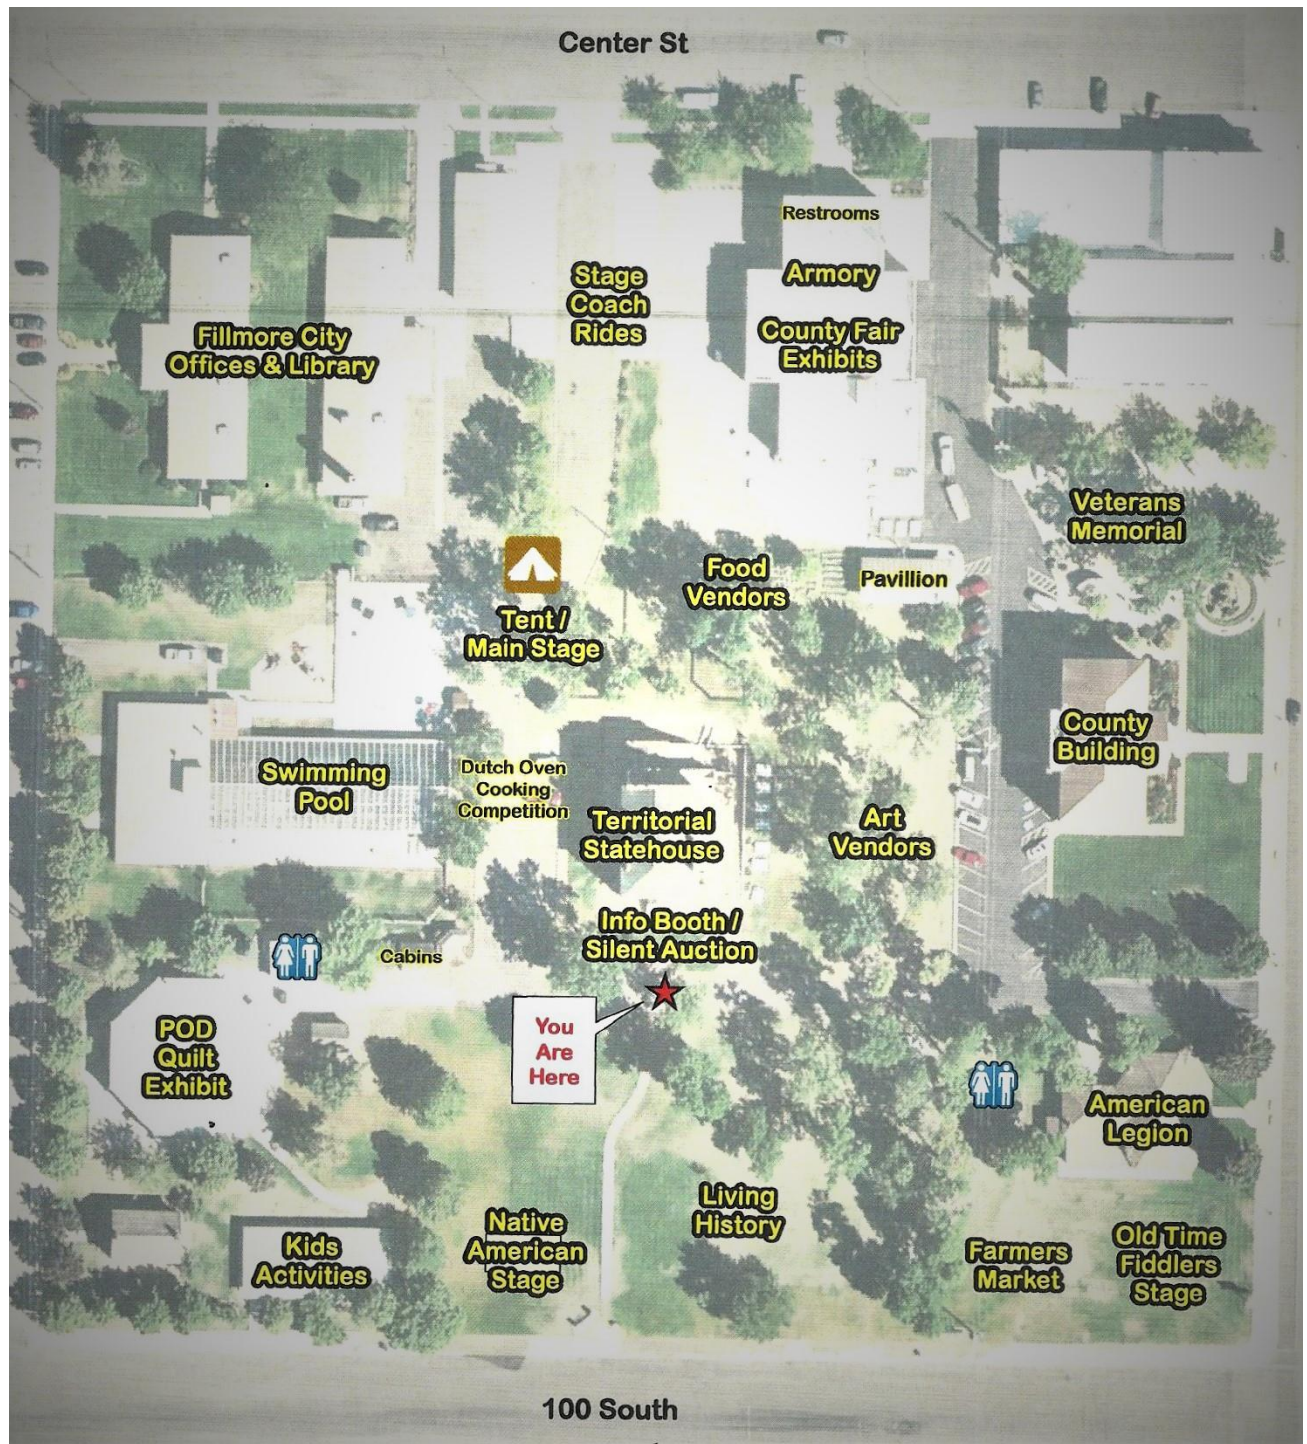 Center St
Restrooms
Stage
Coach
Rides
Armory
County Fair
Exhibits
Fillmore City
Offices & Library
Veterans
Memorial
Food
Vendors
Pavillion
Tent /
Main Stage
County
Building
Swimming
Pool
Dutch Oven
Cooking
Competition
Territorial
Statehouse
Art
Vendors
Info Booth /
Silent Auction
Cabins
You
Are
Here
POD
Quilt
Exhibit
American
Legion
Living
History
Native
American
Stage
Kids
Activities
Farmers
Market
Old Time
Fiddlers
Stage
100 South